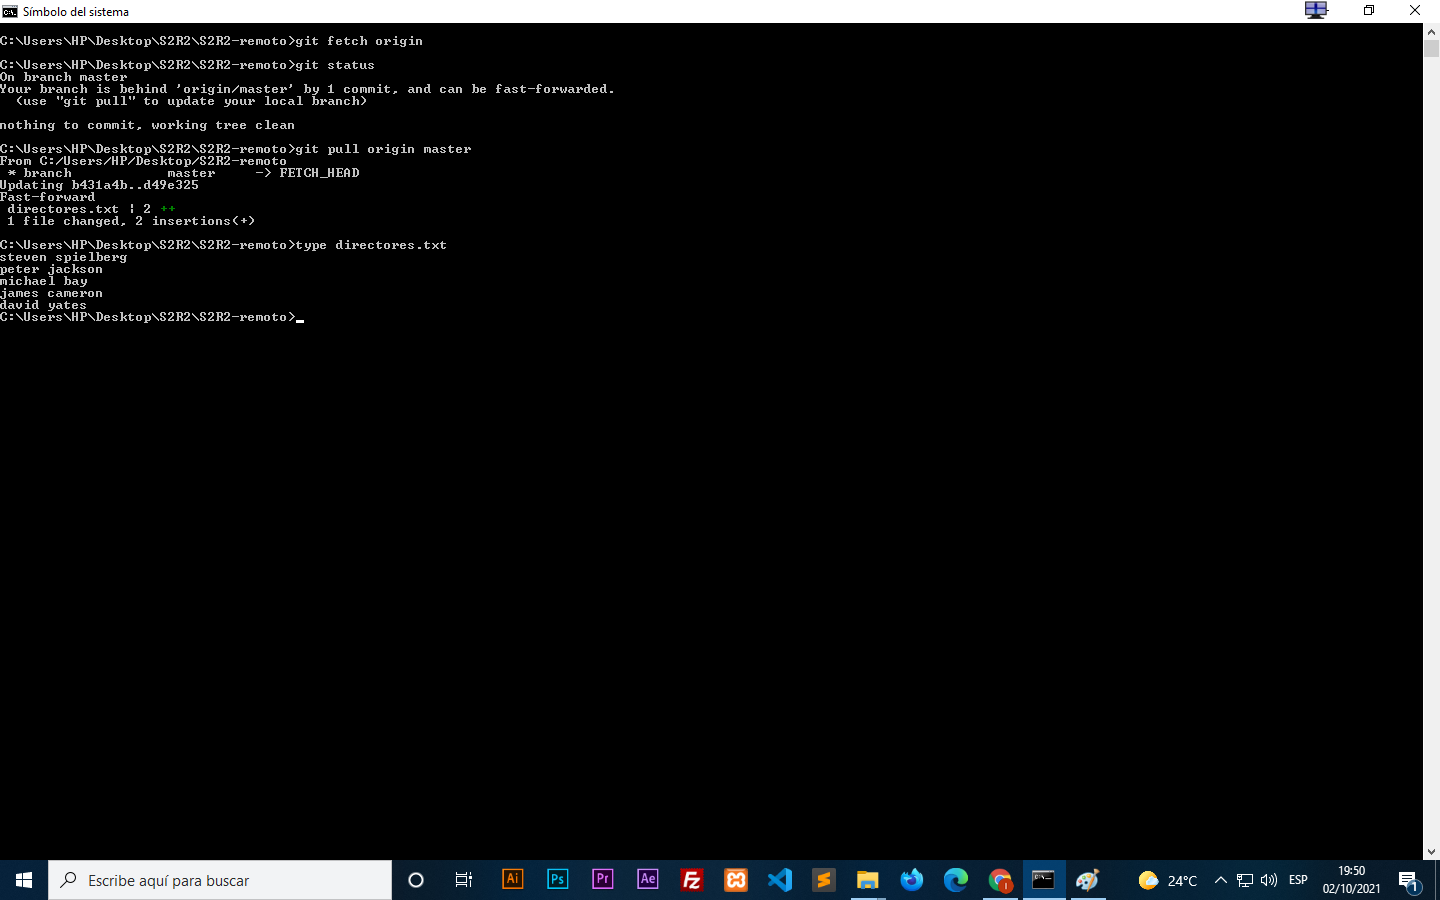 Símbolo del sistema
C:\Users\HP\Desktop\S2R2\S2R2-remoto>git fetch origin
C:\Users\HP\Desktop\S2R2\S2R2-remoto>git status
On branch master
Your branch is behind 'origin/master' by 1 commit, and can be fast-forwarded.
  (use "git pull" to update your local branch)
nothing to commit, working tree clean
C:\Users\HP\Desktop\S2R2\S2R2-remoto>git pull origin master
From C:/Users/HP/Desktop/S2R2-remoto
 * branch            master     -> FETCH_HEAD
Updating b431a4b..d49e325
Fast-forward
 directores.txt | 2 ++
 1 file changed, 2 insertions(+)
C:\Users\HP\Desktop\S2R2\S2R2-remoto>type directores.txt
steven spielberg
peter jackson
michael bay
james cameron
david yates
C:\Users\HP\Desktop\S2R2\S2R2-remoto>
Escribe aquí para buscar
Ai
Ps
Pr
Ae
Fz
24°C
ESP
19:50
02/10/2021
1